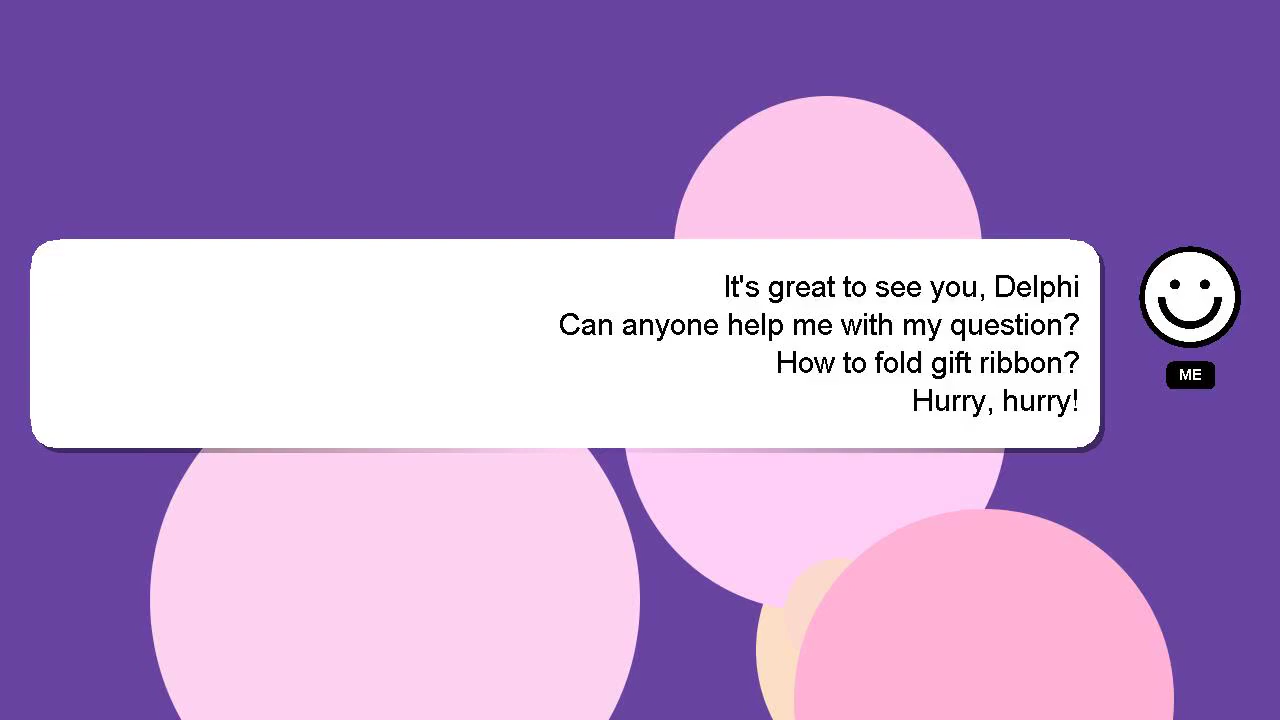 It's great to see you, Delphi
Can anyone help me with my question?
How to fold gift ribbon?
Hurry, hurry!
ME